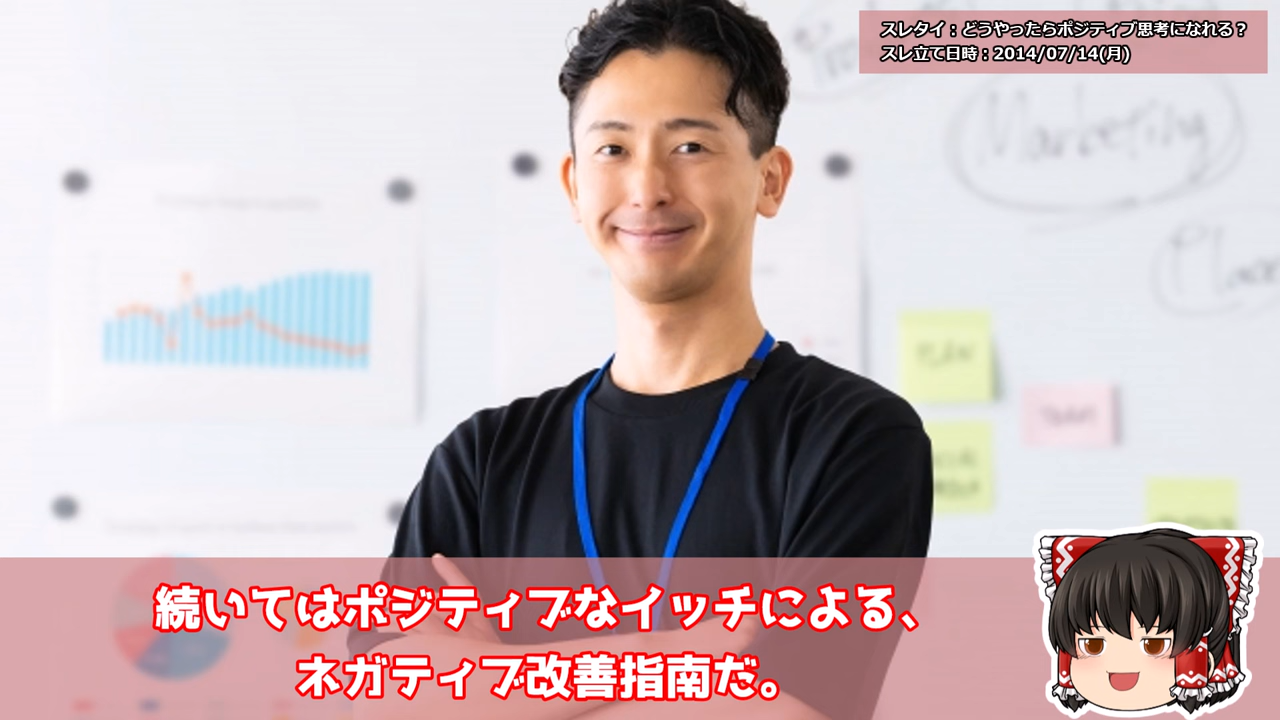 スレタイ：どうやったらポジティブ思考になれる？
スレ立て日時：2014/07/14(月)
Marketing
PLAN
続いてはポジティブなイッチによる、
ネガティブ改善指南だ。